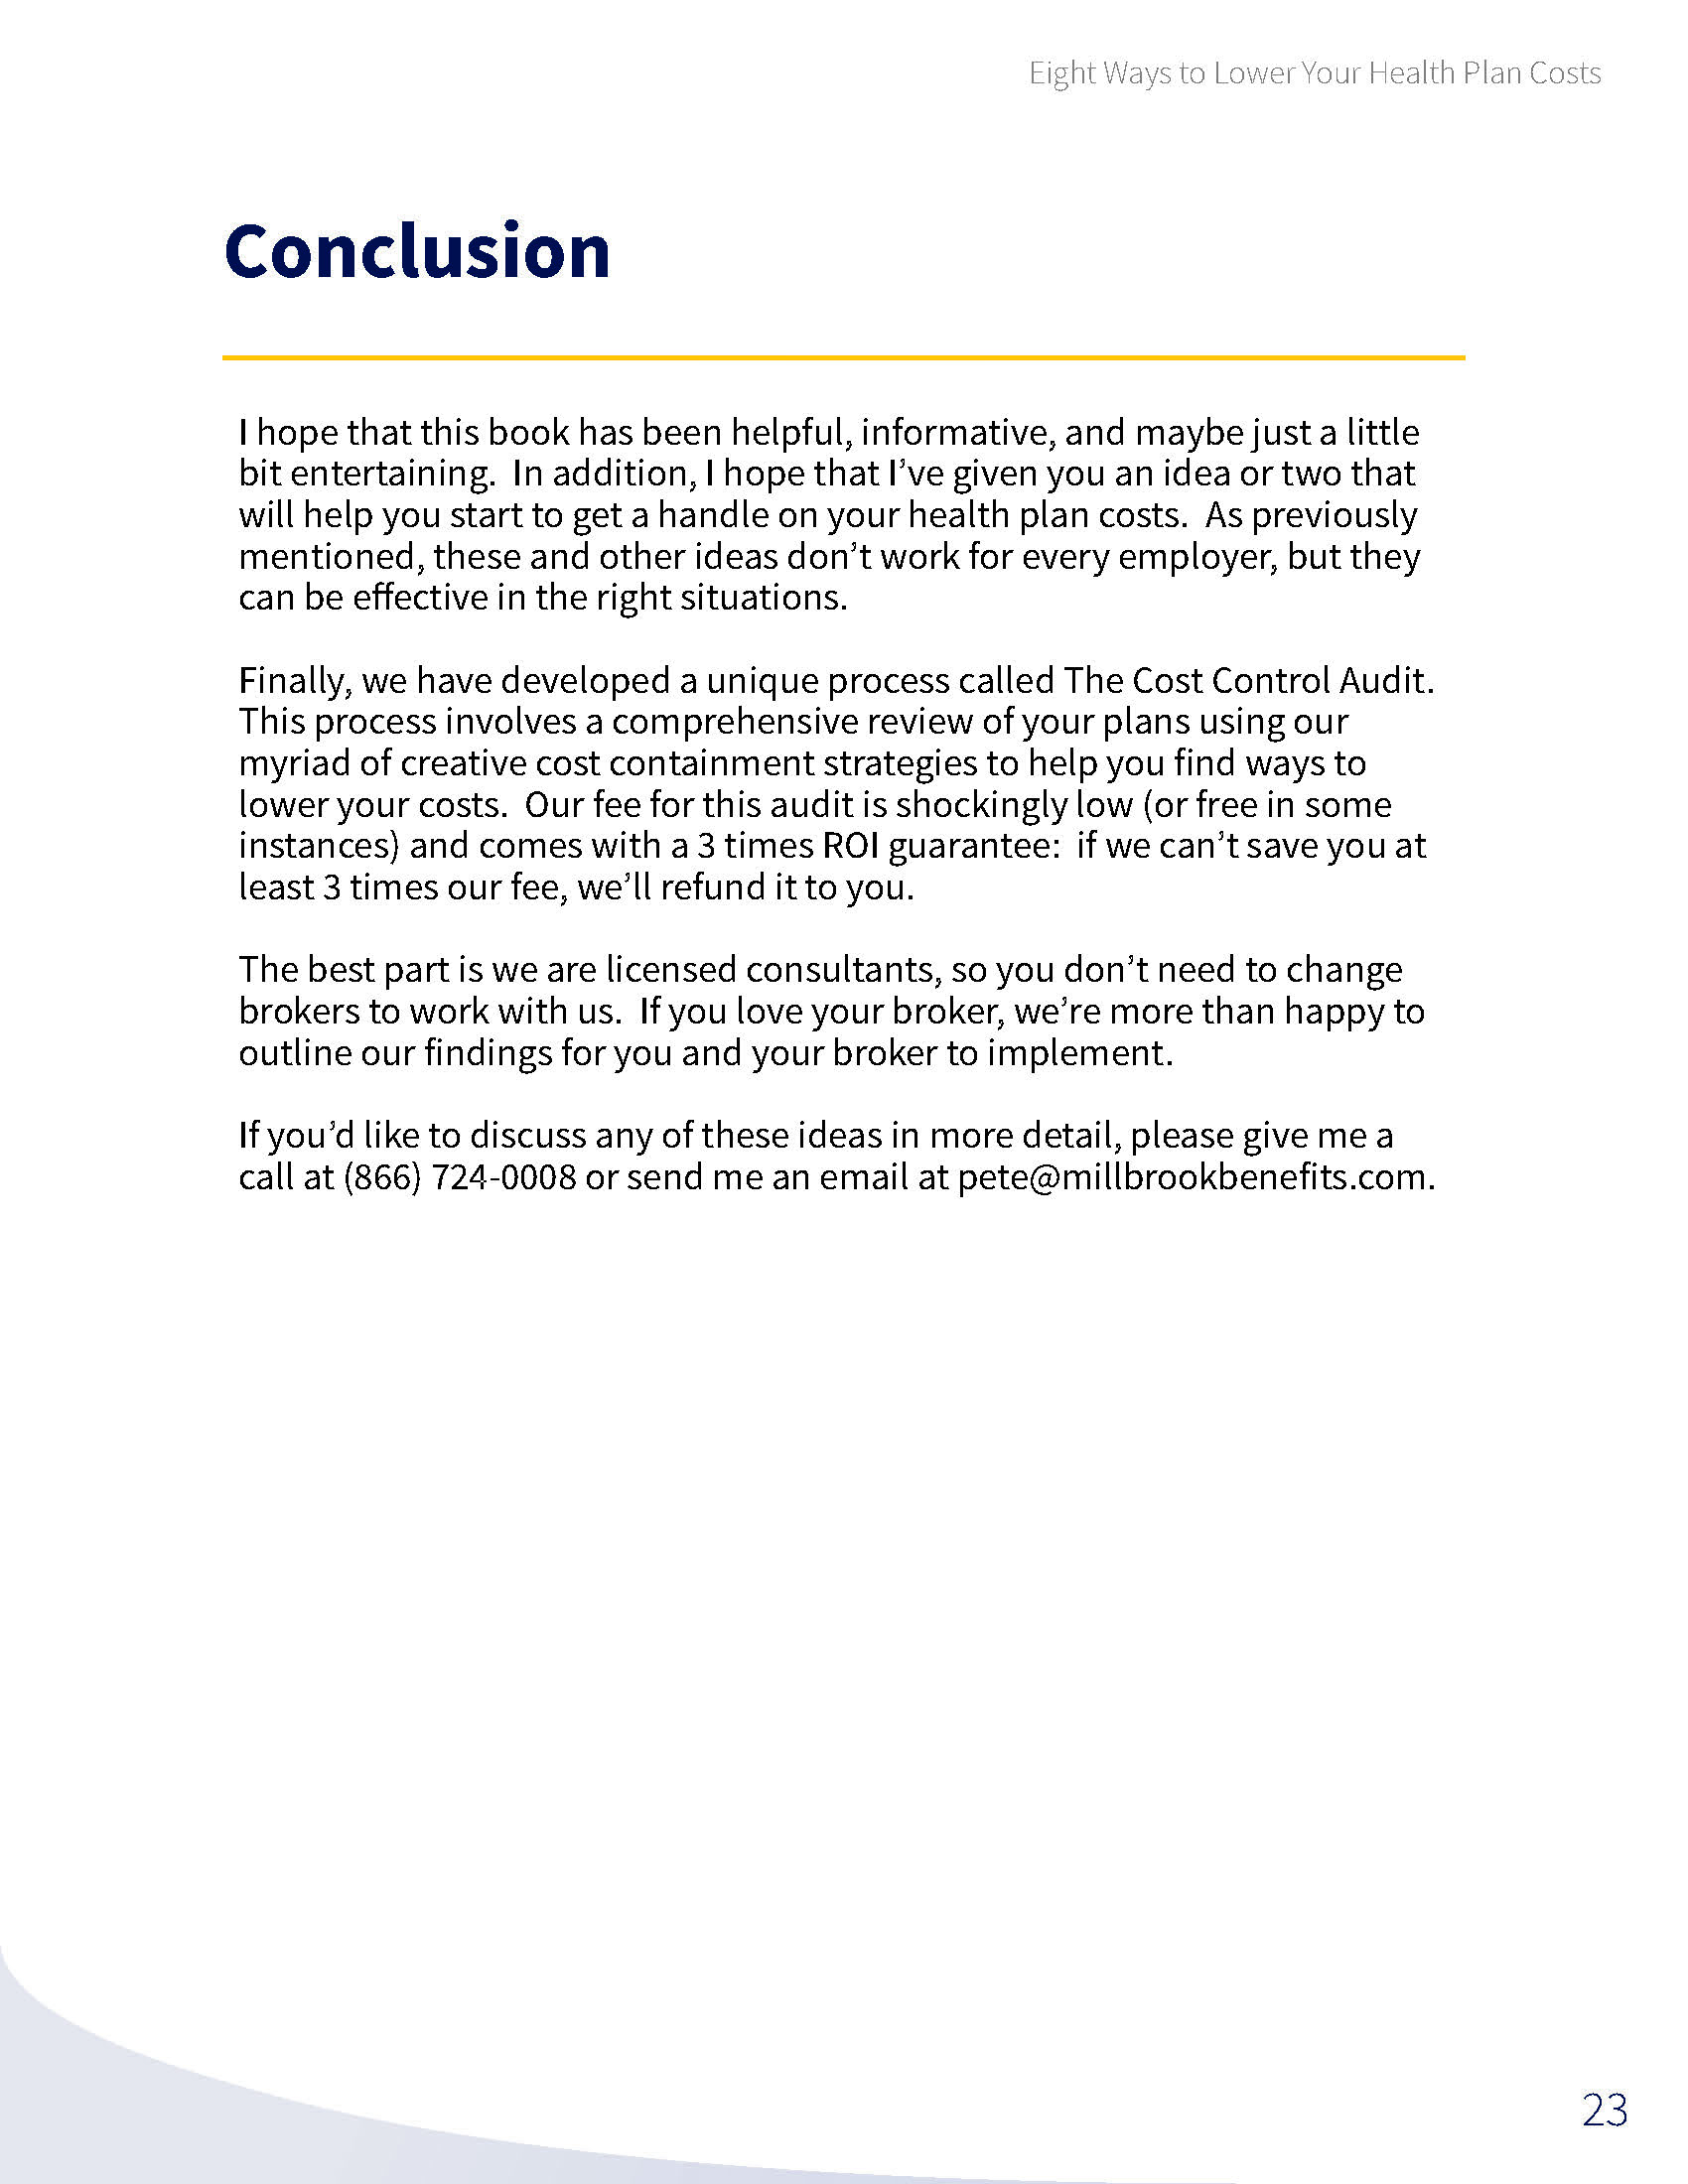 Eight Ways to Lower Your Health Plan Costs
Conclusion
I hope that this book has been helpful, informative, and maybe just a little
bit entertaining.  In addition, I hope that I’ve given you an idea or two that
will help you start to get a handle on your health plan costs.  As previously
mentioned, these and other ideas don’t work for every employer, but they
can be effective in the right situations.
Finally, we have developed a unique process called The Cost Control Audit.
This process involves a comprehensive review of your plans using our
myriad of creative cost containment strategies to help you find ways to
lower your costs.  Our fee for this audit is shockingly low (or free in some
instances) and comes with a 3 times ROI guarantee:  if we can’t save you at
least 3 times our fee, we’ll refund it to you.
The best part is we are licensed consultants, so you don’t need to change
brokers to work with us.  If you love your broker, we’re more than happy to
outline our findings for you and your broker to implement.
If you’d like to discuss any of these ideas in more detail, please give me a
call at (866) 724-0008 or send me an email at pete@millbrookbenefits.com.
23